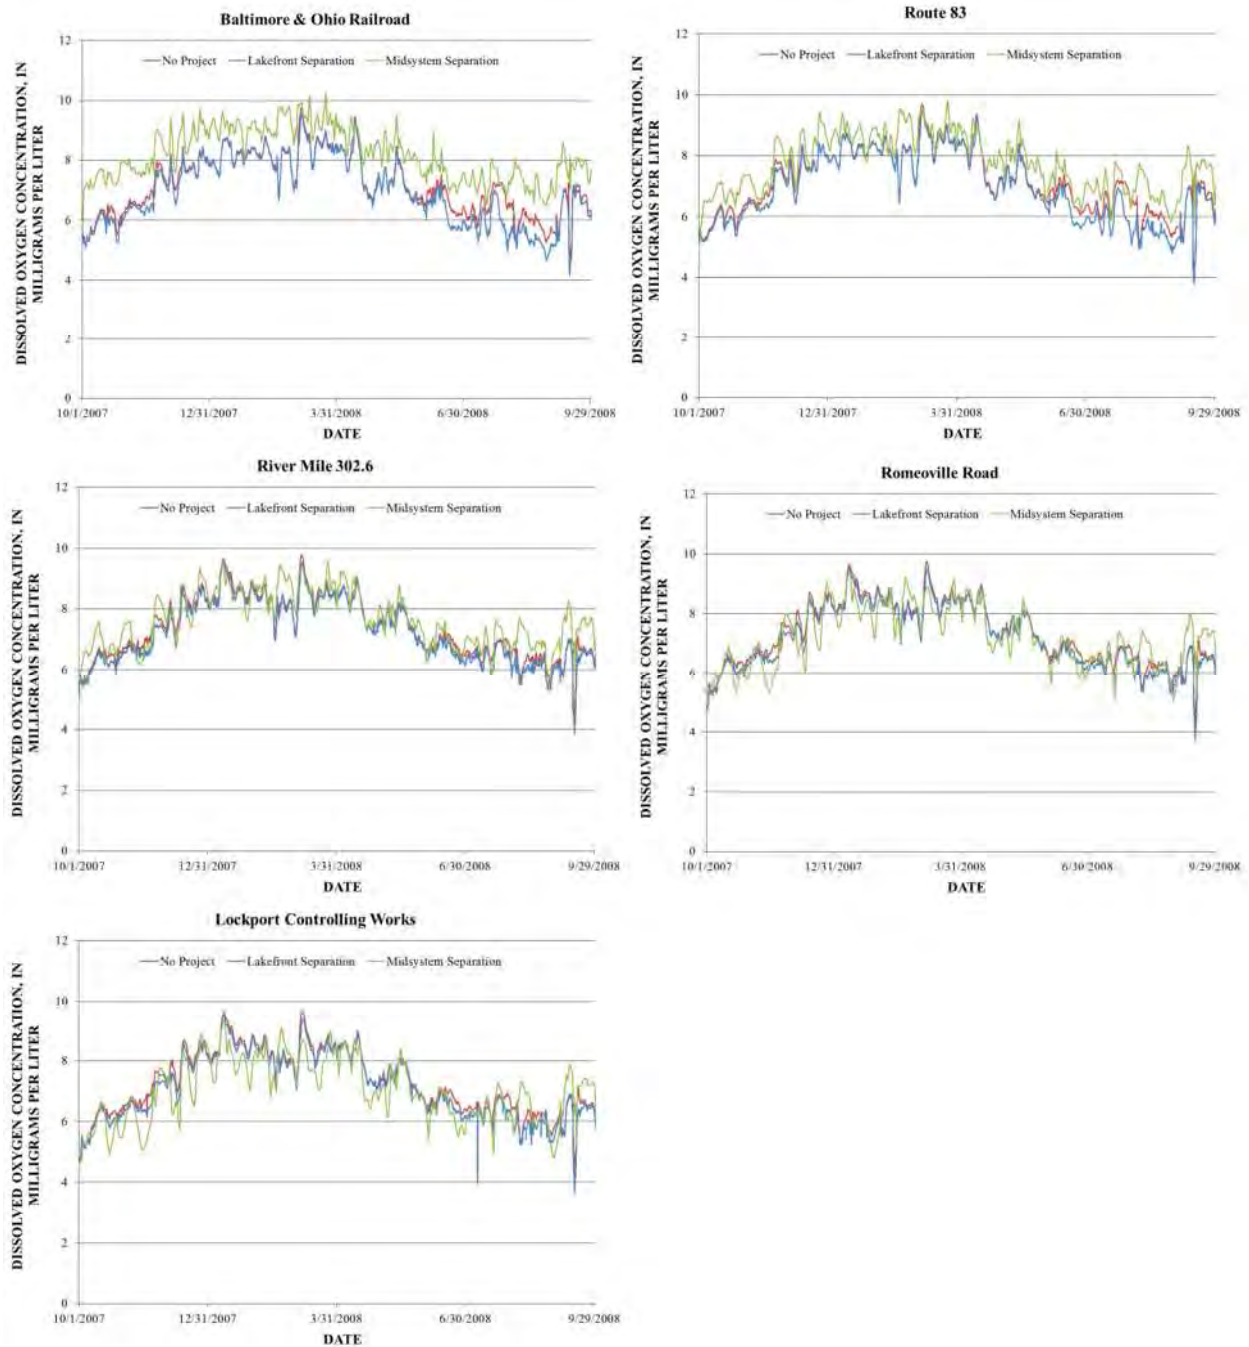 Baltimore & Ohio Railroad
DISSOLVED OXYGEN CONCENTRATION, IN
MILLIGRAMS PER LITER
12
10
8
6
4
2
0
No Project Lakefront Separation Midsystem Separation
10/1/2007 12/31/2007 3/31/2008 6/30/2008 9/29/2008
DATE
Route 83
DISSOLVED OXYGEN CONCENTRATION, IN
MILLIGRAMS PER LITER
12
10
8
6
4
2
0
No Project Lakefront Separation Midsystem Separation
10/1/2007 12/31/2007 3/31/2008 6/30/2008 9/29/2008
DATE
River Mile 302.6
DISSOLVED OXYGEN CONCENTRATION, IN
MILLIGRAMS PER LITER
12
10
8
6
4
2
0
No Project Lakefront Separation Midsystem Separation
10/1/2007 12/31/2007 3/31/2008 6/30/2008 9/29/2008
DATE
Romeoville Road
DISSOLVED OXYGEN CONCENTRATION, IN
MILLIGRAMS PER LITER
12
10
8
6
4
2
0
No Project Lakefront Separation Midsystem Separation
10/1/2007 12/31/2007 3/31/2008 6/30/2008 9/29/2008
DATE
Lockport Controlling Works
DISSOLVED OXYGEN CONCENTRATION, IN
MILLIGRAMS PER LITER
12
10
8
6
4
2
0
No Project Lakefront Separation Midsystem Separation
10/1/2007 12/31/2007 3/31/2008 6/30/2008 9/29/2008
DATE